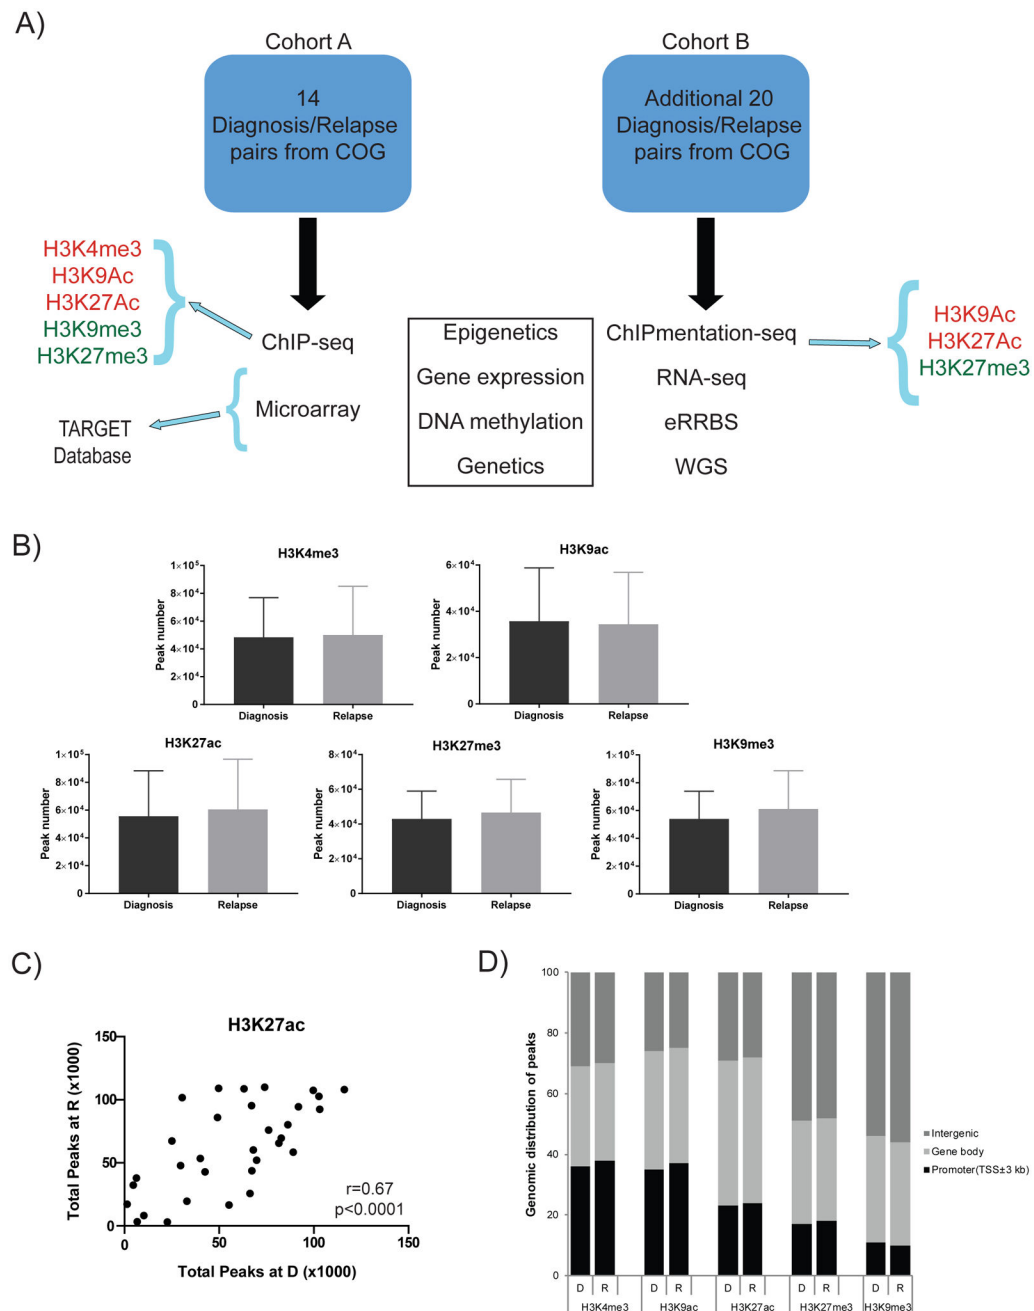 A)
Cohort A
Cohort B
14
Diagnosis/Relapse
pairs from COG
Additional 20
Diagnosis/Relapse
pairs from COG
H3K4me3
H3K9Ac
H3K27Ac
H3K9me3
H3K27me3
ChIP-seq
Microarray
TARGET
Database
Epigenetics
Gene expression
DNA methylation
Genetics
ChIPmentation-seq
RNA-seq
eRRBS
WGS
H3K9Ac
H3K27Ac
H3K27me3
B)
H3K4me3
Peak number
1×10⁵
8×10⁴
6×10⁴
4×10⁴
2×10⁴
0
Diagnosis
Relapse
H3K9ac
Peak number
6×10⁴
4×10⁴
2×10⁴
0
Diagnosis
Relapse
H3K27ac
Peak number
1×10⁵
8×10⁴
6×10⁴
4×10⁴
2×10⁴
0
Diagnosis
Relapse
H3K27me3
Peak number
8×10⁴
6×10⁴
4×10⁴
2×10⁴
0
Diagnosis
Relapse
H3K9me3
Peak number
1×10⁵
8×10⁴
6×10⁴
4×10⁴
2×10⁴
0
Diagnosis
Relapse
C)
H3K27ac
Total Peaks at R (x1000)
150
100
50
0
r=0.67
p<0.0001
0 50 100 150
Total Peaks at D (x1000)
D)
Genomic distribution of peaks
100
80
60
40
20
0
D R D R D R D R D R
H3K4me3 H3K9ac H3K27ac H3K27me3 H3K9me3
Intergenic
Gene body
Promoter(TSS±3 kb)